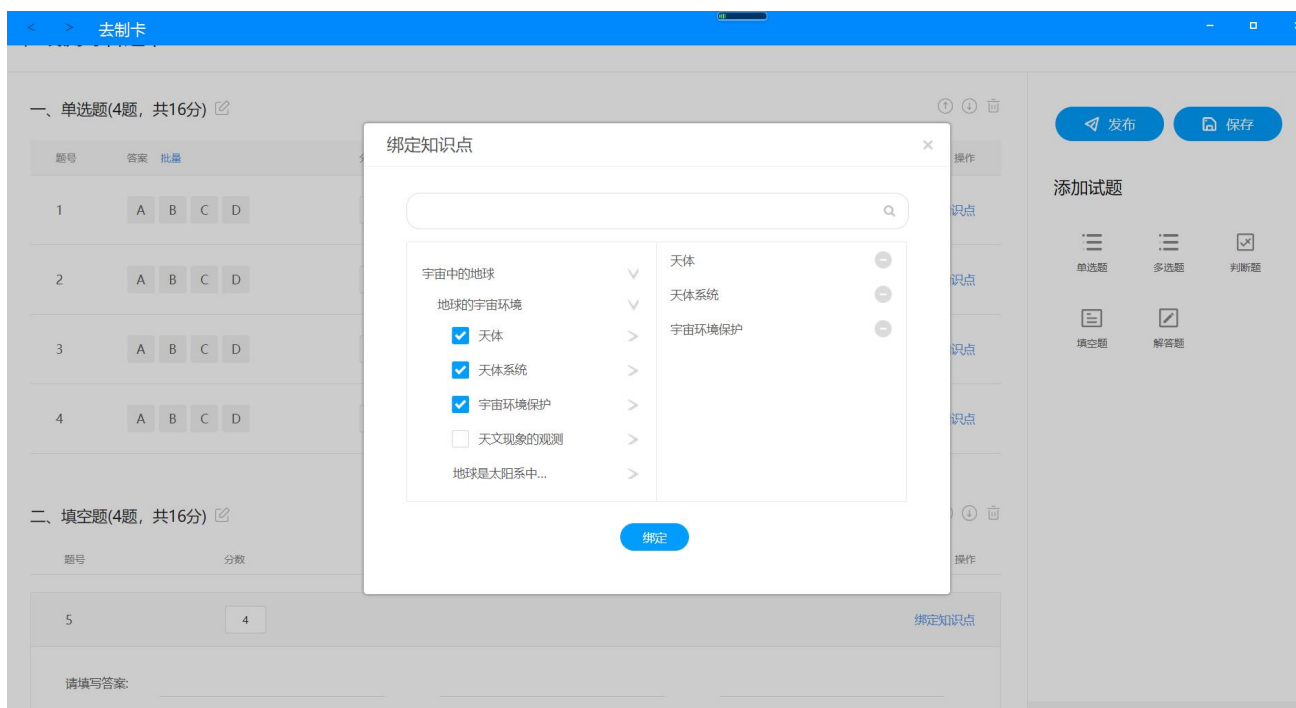 去制卡
一、单选题(4题，共16分)
题号 答案 批量 操作
1 A B C D 识点
2 A B C D 识点
3 A B C D 识点
4 A B C D 识点
二、填空题(4题，共16分)
题号 分数 操作
5 4 绑定知识点
请填写答案:
绑定知识点
宇宙中的地球
地球的宇宙环境
天体
天体系统
宇宙环境保护
天文现象的观测
地球是太阳系中...
天体
天体系统
宇宙环境保护
绑定
发布 保存
添加试题
单选题 多选题 判断题
填空题 解答题